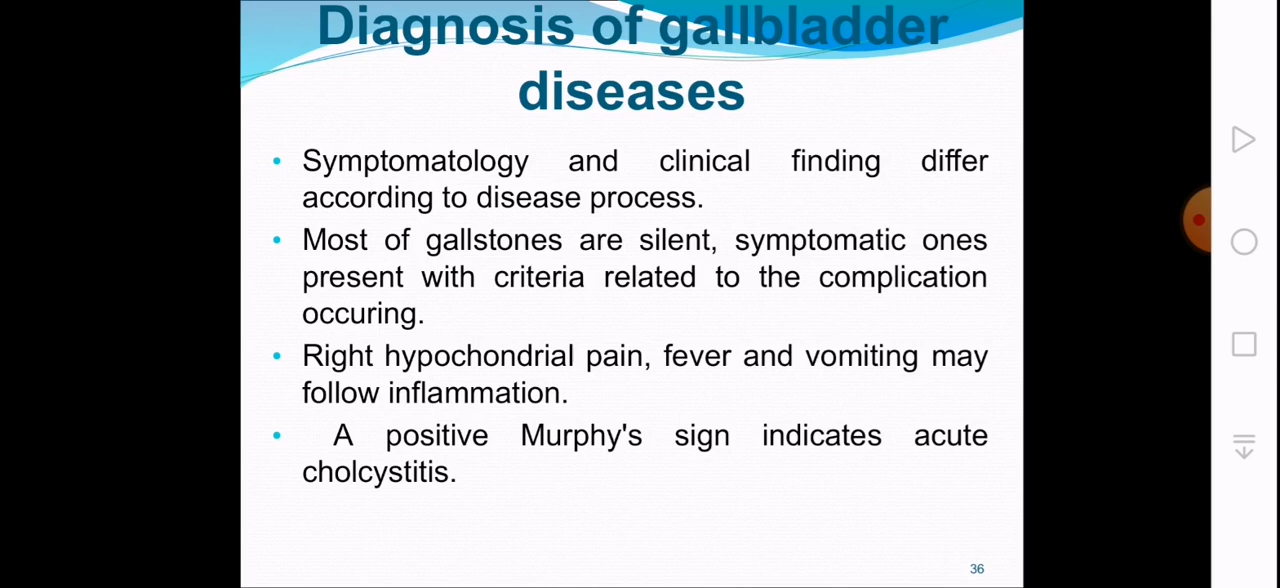 Diagnosis of gallbladder
diseases
• Symptomatology and clinical finding differ
according to disease process.
• Most of gallstones are silent, symptomatic ones
present with criteria related to the complication
occuring.
• Right hypochondrial pain, fever and vomiting may
follow inflammation.
• A positive Murphy's sign indicates acute
cholcystitis.
36